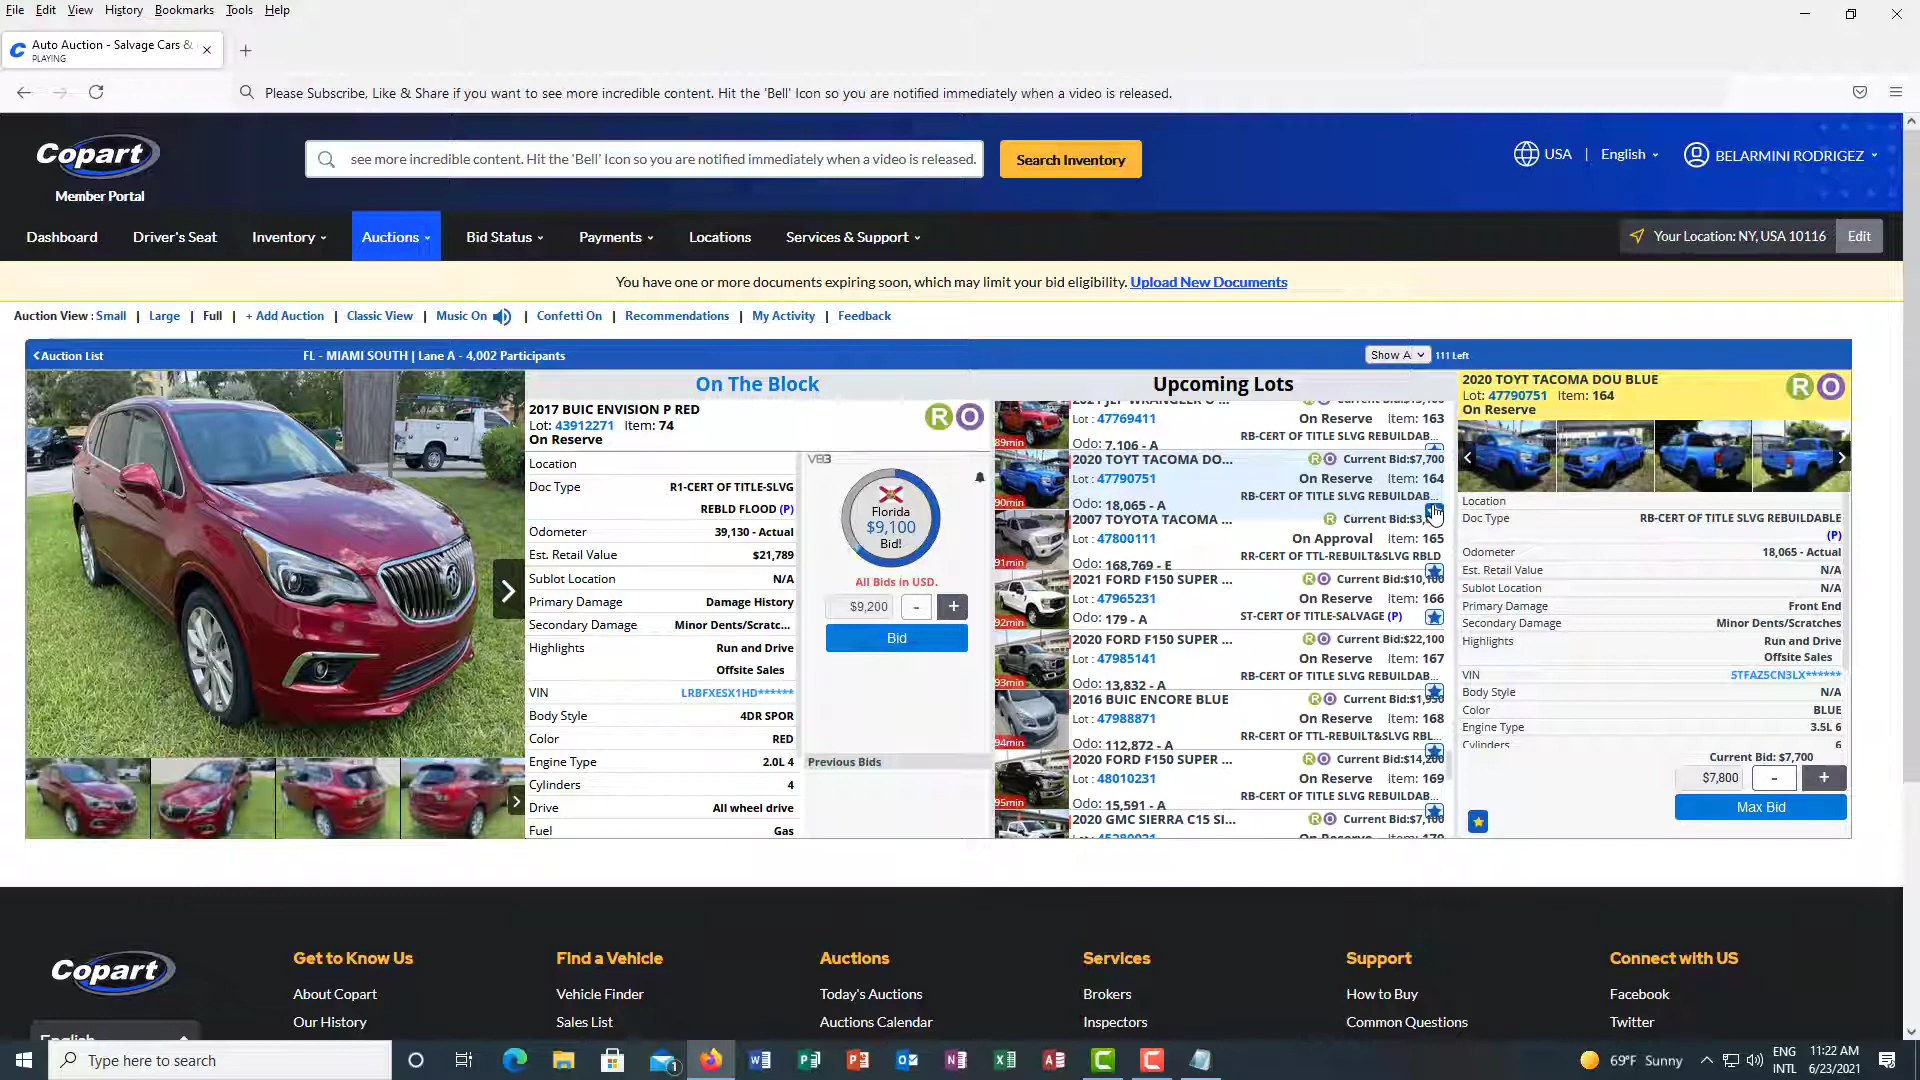 File Edit View History Bookmarks Tools Help
Auto Auction - Salvage Cars &
PLAYING
Please Subscribe, Like & Share if you want to see more incredible content. Hit the 'Bell' Icon so you are notified immediately when a video is released.
Copart
Member Portal
see more incredible content. Hit the 'Bell' Icon so you are notified immediately when a video is released.
Search Inventory
USA | English
BELARMINI RODRIGEZ
Dashboard Driver's Seat Inventory Auctions Bid Status Payments Locations Services & Support
Your Location: NY, USA 10116 Edit
You have one or more documents expiring soon, which may limit your bid eligibility. Upload New Documents
Auction View : Small | Large | Full | + Add Auction | Classic View | Music On | Confetti On | Recommendations | My Activity | Feedback
Auction List
FL - MIAMI SOUTH | Lane A - 4,002 Participants
Show A 111 Left
On The Block
2017 BUIC ENVISION P RED
Lot: 43912271 Item: 74
On Reserve
R O
Location
Doc Type R1-CERT OF TITLE-SLVG
REBLD FLOOD (P)
Odometer 39,130 - Actual
Est. Retail Value $21,789
Sublot Location N/A
Primary Damage Damage History
Secondary Damage Minor Dents/Scratc...
Highlights Run and Drive
Offsite Sales
VIN LRBFXESX1HD******
Body Style 4DR SPOR
Color RED
Engine Type 2.0L 4
Cylinders 4
Drive All wheel drive
Fuel Gas
Florida
$9,100
Bid!
All Bids in USD.
$9,200 - +
Bid
Previous Bids
Upcoming Lots
Lot : 47769411 On Reserve Item: 163
RB-CERT OF TITLE SLVG REBUILDAB...
89min Odo: 7,106 - A
2020 TOYT TACOMA DO... R O Current Bid:$7,700
Lot : 47790751 On Reserve Item: 164
RB-CERT OF TITLE SLVG REBUILDAB...
90min Odo: 18,065 - A
2007 TOYOTA TACOMA ... R Current Bid:$3,
Lot : 47800111 On Approval Item: 165
RR-CERT OF TTL-REBUILT&SLVG RBLD
91min Odo: 168,769 - E
2021 FORD F150 SUPER ... R O Current Bid:$10,100
Lot : 47965231 On Reserve Item: 166
ST-CERT OF TITLE-SALVAGE (P)
92min Odo: 179 - A
2020 FORD F150 SUPER ... R O Current Bid:$22,100
Lot : 47985141 On Reserve Item: 167
RB-CERT OF TITLE SLVG REBUILDAB...
93min Odo: 13,832 - A
2016 BUIC ENCORE BLUE R O Current Bid:$1,950
Lot : 47988871 On Reserve Item: 168
RR-CERT OF TTL-REBUILT&SLVG RBL...
94min Odo: 112,872 - A
2020 FORD F150 SUPER ... R O Current Bid:$14,200
Lot : 48010231 On Reserve Item: 169
RB-CERT OF TITLE SLVG REBUILDAB...
95min Odo: 15,591 - A
2020 GMC SIERRA C15 SI... R O Current Bid:$7,100
2020 TOYT TACOMA DOU BLUE
Lot: 47790751 Item: 164
On Reserve
R O
Location
Doc Type RB-CERT OF TITLE SLVG REBUILDABLE
(P)
Odometer 18,065 - Actual
Est. Retail Value N/A
Sublot Location N/A
Primary Damage Front End
Secondary Damage Minor Dents/Scratches
Highlights Run and Drive
Offsite Sales
VIN 5TFAZ5CN3LX******
Body Style N/A
Color BLUE
Engine Type 3.5L 6
Cylinders 6
Current Bid: $7,700
$7,800 - +
Max Bid
Copart
English
Get to Know Us
About Copart
Our History
Find a Vehicle
Vehicle Finder
Sales List
Auctions
Today's Auctions
Auctions Calendar
Services
Brokers
Inspectors
Support
How to Buy
Common Questions
Connect with US
Facebook
Twitter
Type here to search
69°F Sunny
ENG
INTL
11:22 AM
6/23/2021